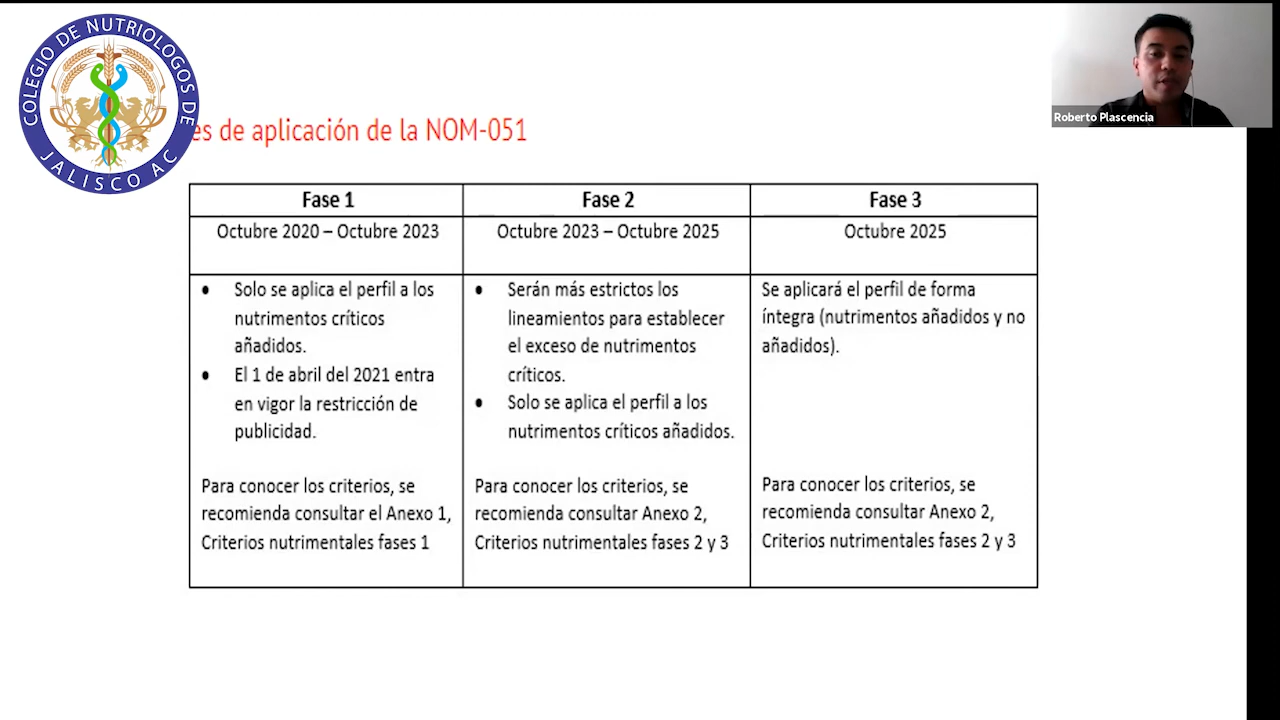 COLEGIO DE NUTRIOLOGOS DE
JALISCO AC
Roberto Plascencia
es de aplicación de la NOM-051
Fase 1
Octubre 2020 – Octubre 2023
• Solo se aplica el perfil a los
nutrimentos críticos
añadidos.
• El 1 de abril del 2021 entra
en vigor la restricción de
publicidad.
Para conocer los criterios, se
recomienda consultar el Anexo 1,
Criterios nutrimentales fases 1
Fase 2
Octubre 2023 – Octubre 2025
• Serán más estrictos los
lineamientos para establecer
el exceso de nutrimentos
críticos.
• Solo se aplica el perfil a los
nutrimentos críticos añadidos.
Para conocer los criterios, se
recomienda consultar Anexo 2,
Criterios nutrimentales fases 2 y 3
Fase 3
Octubre 2025
Se aplicará el perfil de forma
íntegra (nutrimentos añadidos y no
añadidos).
Para conocer los criterios, se
recomienda consultar Anexo 2,
Criterios nutrimentales fases 2 y 3